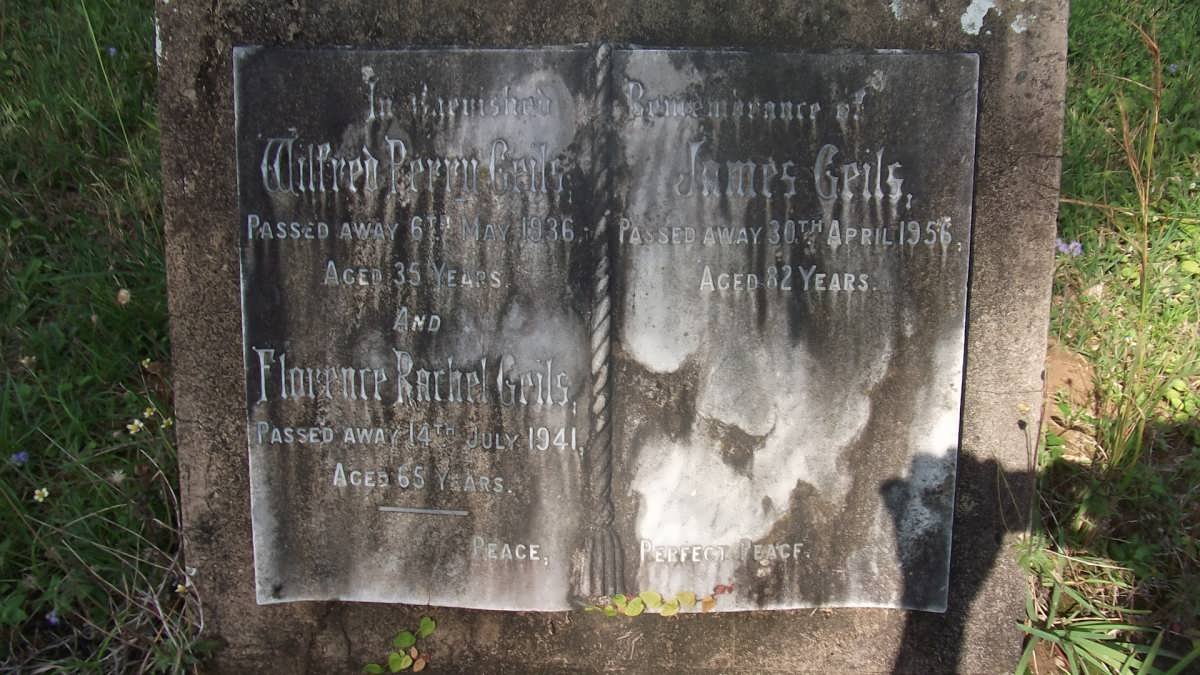 In Cherished Remembrance of
Wilfred Perry Geils,
PASSED AWAY 6TH MAY 1936,
AGED 35 YEARS.
AND
Florence Rachel Geils,
PASSED AWAY 14TH JULY 1941,
AGED 65 YEARS.
James Geils,
PASSED AWAY 30TH APRIL 1956,
AGED 82 YEARS.
PEACE, PERFECT PEACE.